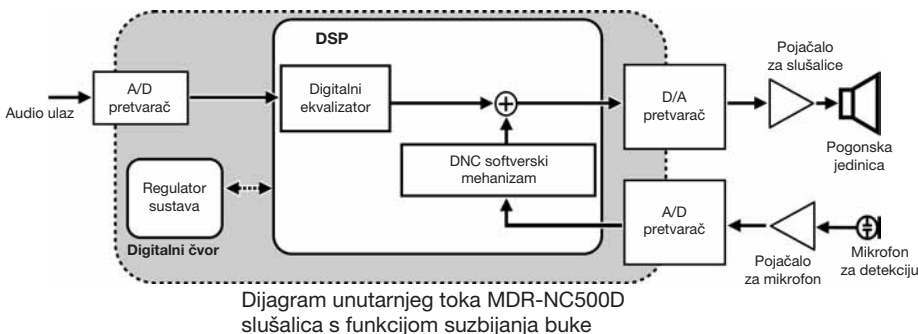 DSP
Audio ulaz
A/D
pretvarač
Digitalni
ekvalizator
D/A
pretvarač
Pojačalo
za slušalice
Pogonska
jedinica
DNC softverski
mehanizam
Regulator
sustava
Digitalni čvor
A/D
pretvarač
Pojačalo
za mikrofon
Mikrofon
za detekciju
Dijagram unutarnjeg toka MDR-NC500D
slušalica s funkcijom suzbijanja buke